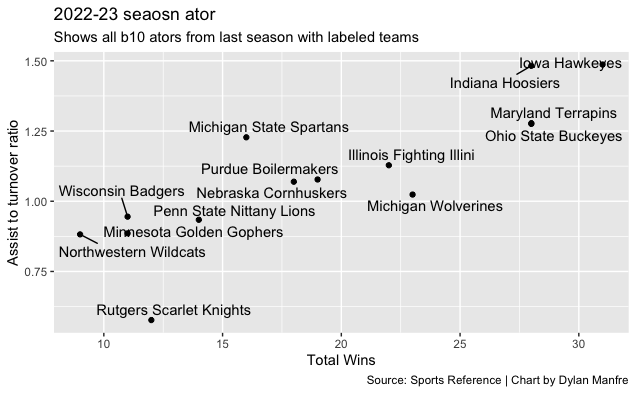 2022-23 seaosn ator
Shows all b10 ators from last season with labeled teams
Assist to turnover ratio
1.50
1.25
1.00
0.75
Iowa Hawkeyes
Indiana Hoosiers
Maryland Terrapins
Michigan State Spartans
Ohio State Buckeyes
Illinois Fighting Illini
Purdue Boilermakers
Wisconsin Badgers
Nebraska Cornhuskers
Michigan Wolverines
Penn State Nittany Lions
Minnesota Golden Gophers
Northwestern Wildcats
Rutgers Scarlet Knights
10
15
20
25
30
Total Wins
Source: Sports Reference | Chart by Dylan Manfre